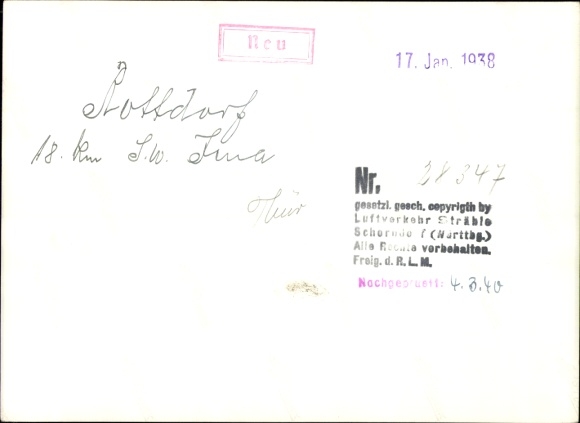 Neu
17. Jan. 1938
Rottdorf
18. km S.W. Jena
Thür
Nr. 28347
gesetzl. gesch. copyrigth by
Luftverkehr Strähle
Schorndorf (Württbg.)
Alle Rechte vorbehalten.
Freig. d. R. L. M.
Nachgeprueft: 4.3.40